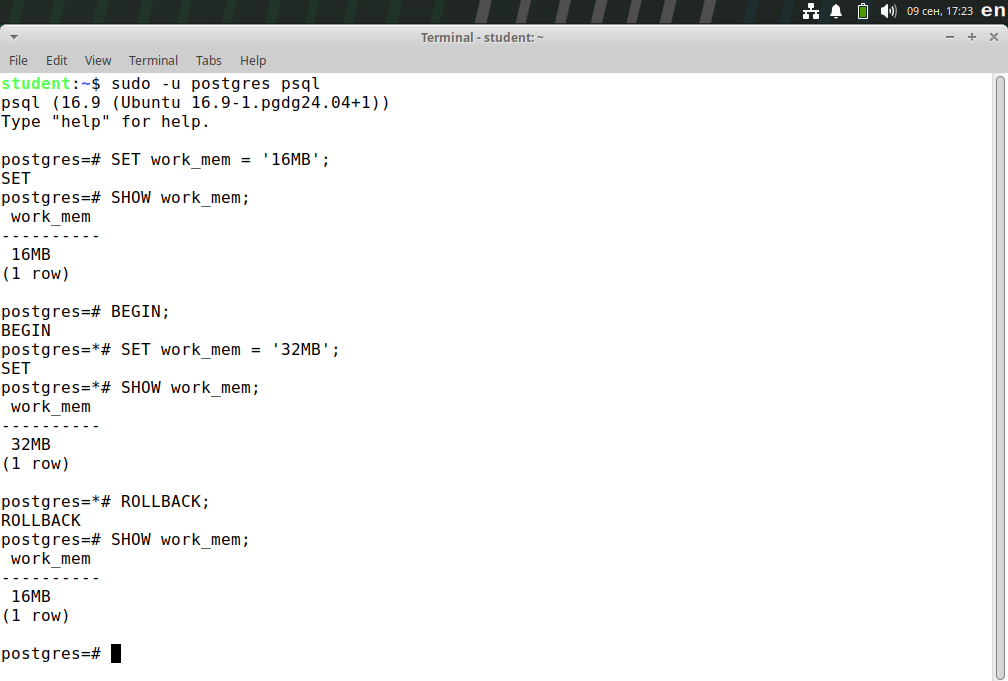 09 сен, 17:23 en
Terminal - student: ~
File Edit View Terminal Tabs Help
student:~$ sudo -u postgres psql
psql (16.9 (Ubuntu 16.9-1.pgdg24.04+1))
Type "help" for help.
postgres=# SET work_mem = '16MB';
SET
postgres=# SHOW work_mem;
work_mem
----------
16MB
(1 row)
postgres=# BEGIN;
BEGIN
postgres=*# SET work_mem = '32MB';
SET
postgres=*# SHOW work_mem;
work_mem
----------
32MB
(1 row)
postgres=*# ROLLBACK;
ROLLBACK
postgres=# SHOW work_mem;
work_mem
----------
16MB
(1 row)
postgres=#